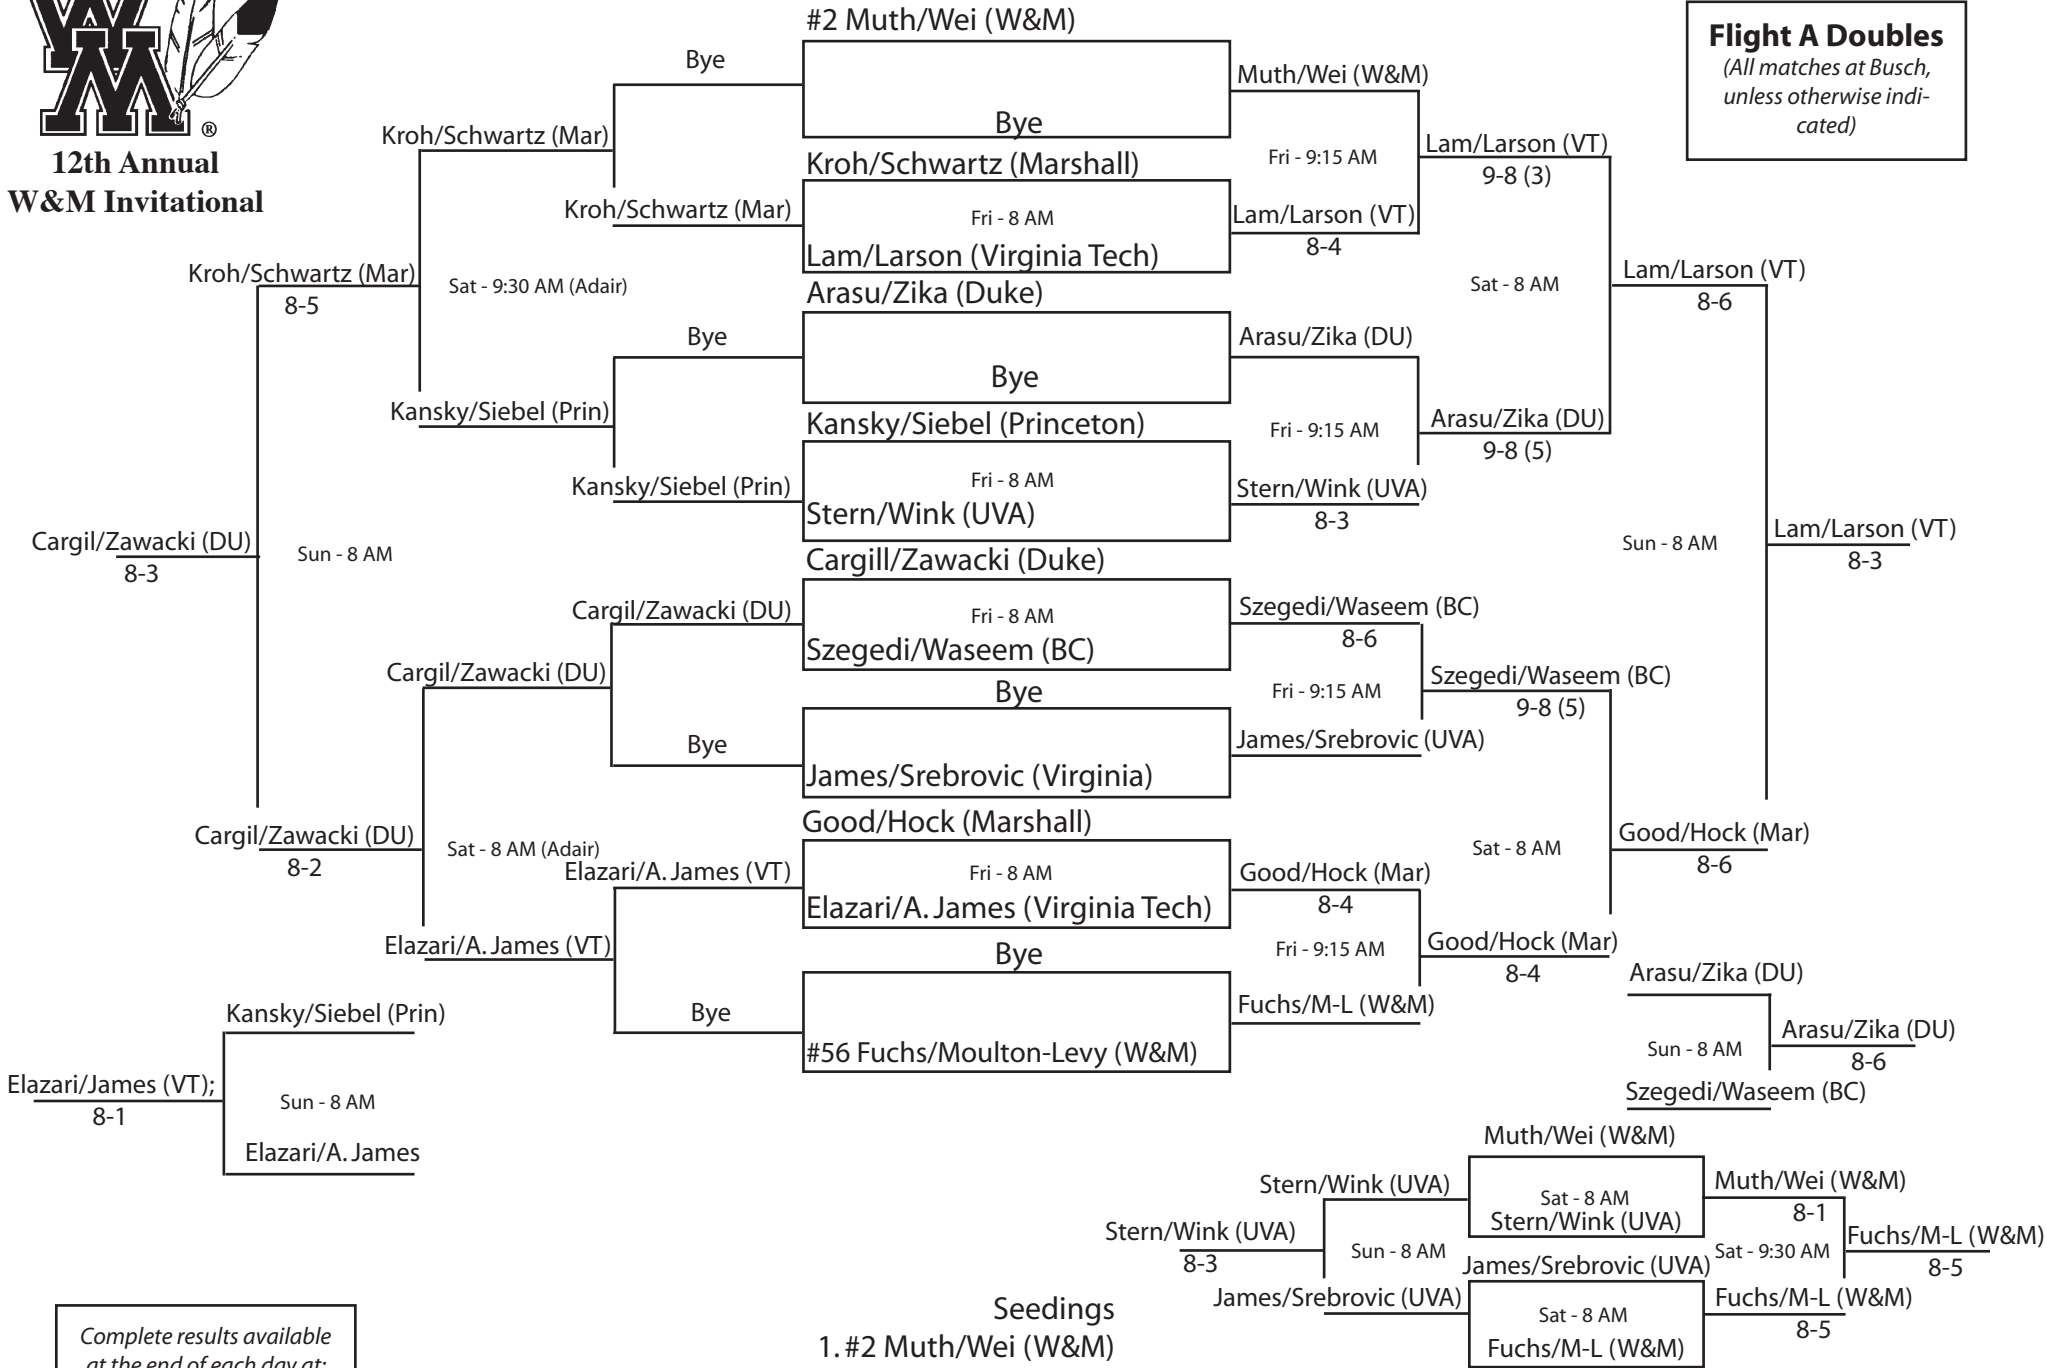 WM
®
12th Annual
W&M Invitational
Flight A Doubles
(All matches at Busch,
unless otherwise indi-
cated)
#2 Muth/Wei (W&M)
Bye
Bye
Muth/Wei (W&M)
Kroh/Schwartz (Mar)
Kroh/Schwartz (Marshall)
Fri - 9:15 AM
Lam/Larson (VT)
9-8 (3)
Kroh/Schwartz (Mar)
Fri - 8 AM
Lam/Larson (VT)
8-4
Lam/Larson (Virginia Tech)
Kroh/Schwartz (Mar)
8-5
Sat - 9:30 AM (Adair)
Sat - 8 AM
Lam/Larson (VT)
8-6
Arasu/Zika (Duke)
Bye
Bye
Arasu/Zika (DU)
Kansky/Siebel (Prin)
Kansky/Siebel (Princeton)
Fri - 9:15 AM
Arasu/Zika (DU)
9-8 (5)
Kansky/Siebel (Prin)
Fri - 8 AM
Stern/Wink (UVA)
Stern/Wink (UVA)
8-3
Cargil/Zawacki (DU)
8-3
Sun - 8 AM
Sun - 8 AM
Lam/Larson (VT)
8-3
Cargill/Zawacki (Duke)
Cargil/Zawacki (DU)
Fri - 8 AM
Szegedi/Waseem (BC)
Szegedi/Waseem (BC)
8-6
Cargil/Zawacki (DU)
Bye
Fri - 9:15 AM
Szegedi/Waseem (BC)
9-8 (5)
Bye
James/Srebrovic (Virginia)
James/Srebrovic (UVA)
Cargil/Zawacki (DU)
8-2
Sat - 8 AM (Adair)
Sat - 8 AM
Good/Hock (Mar)
8-6
Good/Hock (Marshall)
Elazari/A. James (VT)
Fri - 8 AM
Elazari/A. James (Virginia Tech)
Good/Hock (Mar)
8-4
Elazari/A. James (VT)
Bye
Fri - 9:15 AM
Good/Hock (Mar)
8-4
Bye
#56 Fuchs/Moulton-Levy (W&M)
Fuchs/M-L (W&M)
Kansky/Siebel (Prin)
Elazari/James (VT);
8-1
Sun - 8 AM
Elazari/A. James
Arasu/Zika (DU)
Sun - 8 AM
Arasu/Zika (DU)
8-6
Szegedi/Waseem (BC)
Muth/Wei (W&M)
Stern/Wink (UVA)
Sat - 8 AM
Stern/Wink (UVA)
Muth/Wei (W&M)
8-1
Stern/Wink (UVA)
8-3
Sun - 8 AM
Sat - 9:30 AM
Fuchs/M-L (W&M)
8-5
James/Srebrovic (UVA)
James/Srebrovic (UVA)
Sat - 8 AM
Fuchs/M-L (W&M)
Fuchs/M-L (W&M)
8-5
Seedings
1. #2 Muth/Wei (W&M)
Complete results available
at the end of each day at: